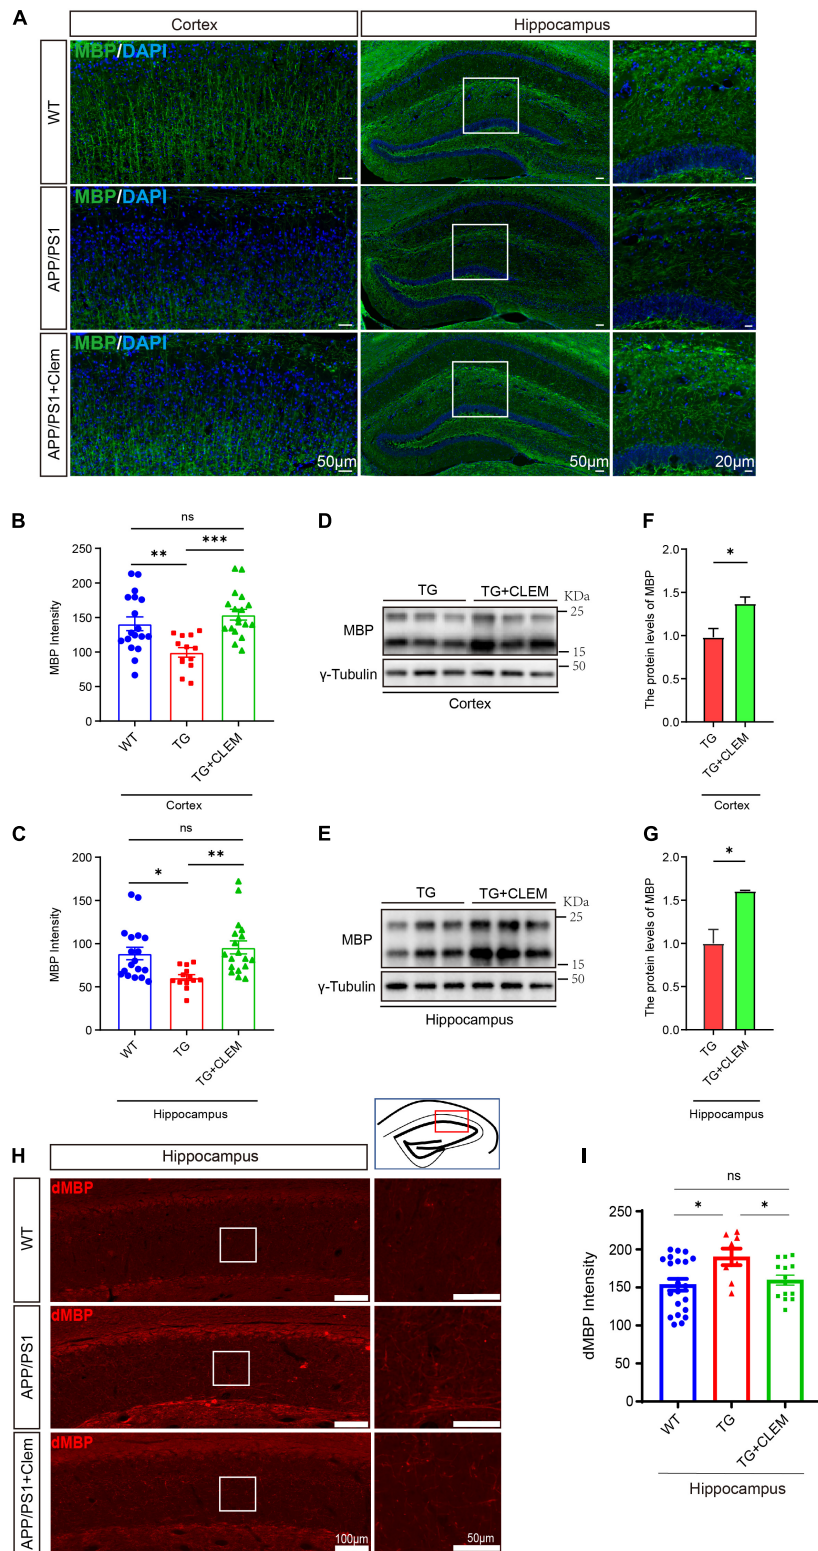 A
Cortex
Hippocampus
WT
MBP/DAPI
APP/PS1
MBP/DAPI
APP/PS1+Clem
MBP/DAPI
50μm
50μm
20μm
B
ns
**
***
MBP Intensity
250
200
150
100
50
0
WT
TG
TG+CLEM
Cortex
D
TG
TG+CLEM
KDa
MBP
25
15
γ-Tubulin
50
Cortex
F
*
The protein levels of MBP
2.0
1.5
1.0
0.5
0.0
TG
TG+CLEM
Cortex
C
ns
*
**
MBP Intensity
200
150
100
50
0
WT
TG
TG+CLEM
Hippocampus
E
TG
TG+CLEM
KDa
MBP
25
15
γ-Tubulin
50
Hippocampus
G
*
The protein levels of MBP
2.0
1.5
1.0
0.5
0.0
TG
TG+CLEM
Hippocampus
H
Hippocampus
WT
dMBP
APP/PS1
dMBP
APP/PS1+Clem
dMBP
100μm
50μm
I
ns
*
*
dMBP Intensity
250
200
150
100
50
0
WT
TG
TG+CLEM
Hippocampus